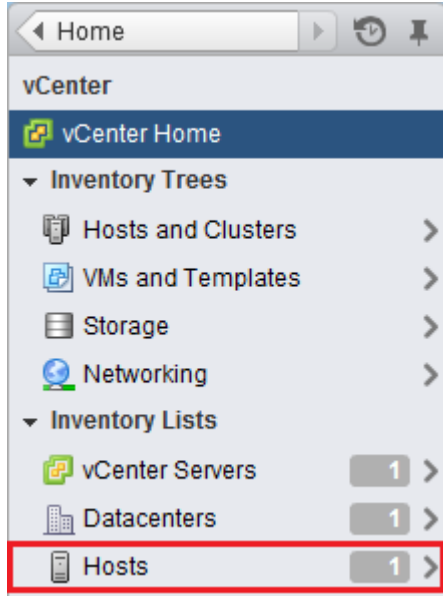 Home
vCenter
vCenter Home
Inventory Trees
Hosts and Clusters
VMs and Templates
Storage
Networking
Inventory Lists
vCenter Servers 1
Datacenters 1
Hosts 1